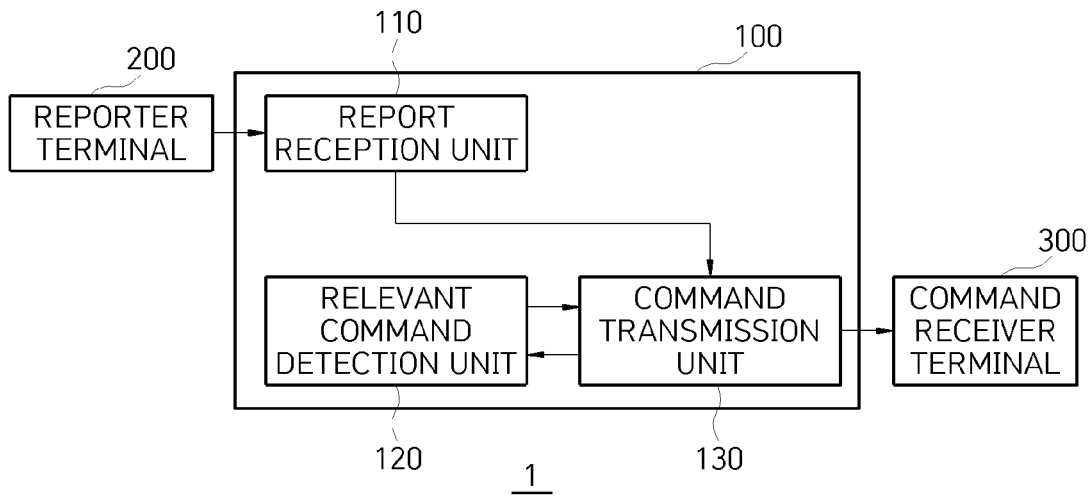 110
100
200
REPORTER
TERMINAL
REPORT
RECEPTION UNIT
300
RELEVANT
COMMAND
DETECTION UNIT
COMMAND
TRANSMISSION
UNIT
COMMAND
RECEIVER
TERMINAL
120
130
1